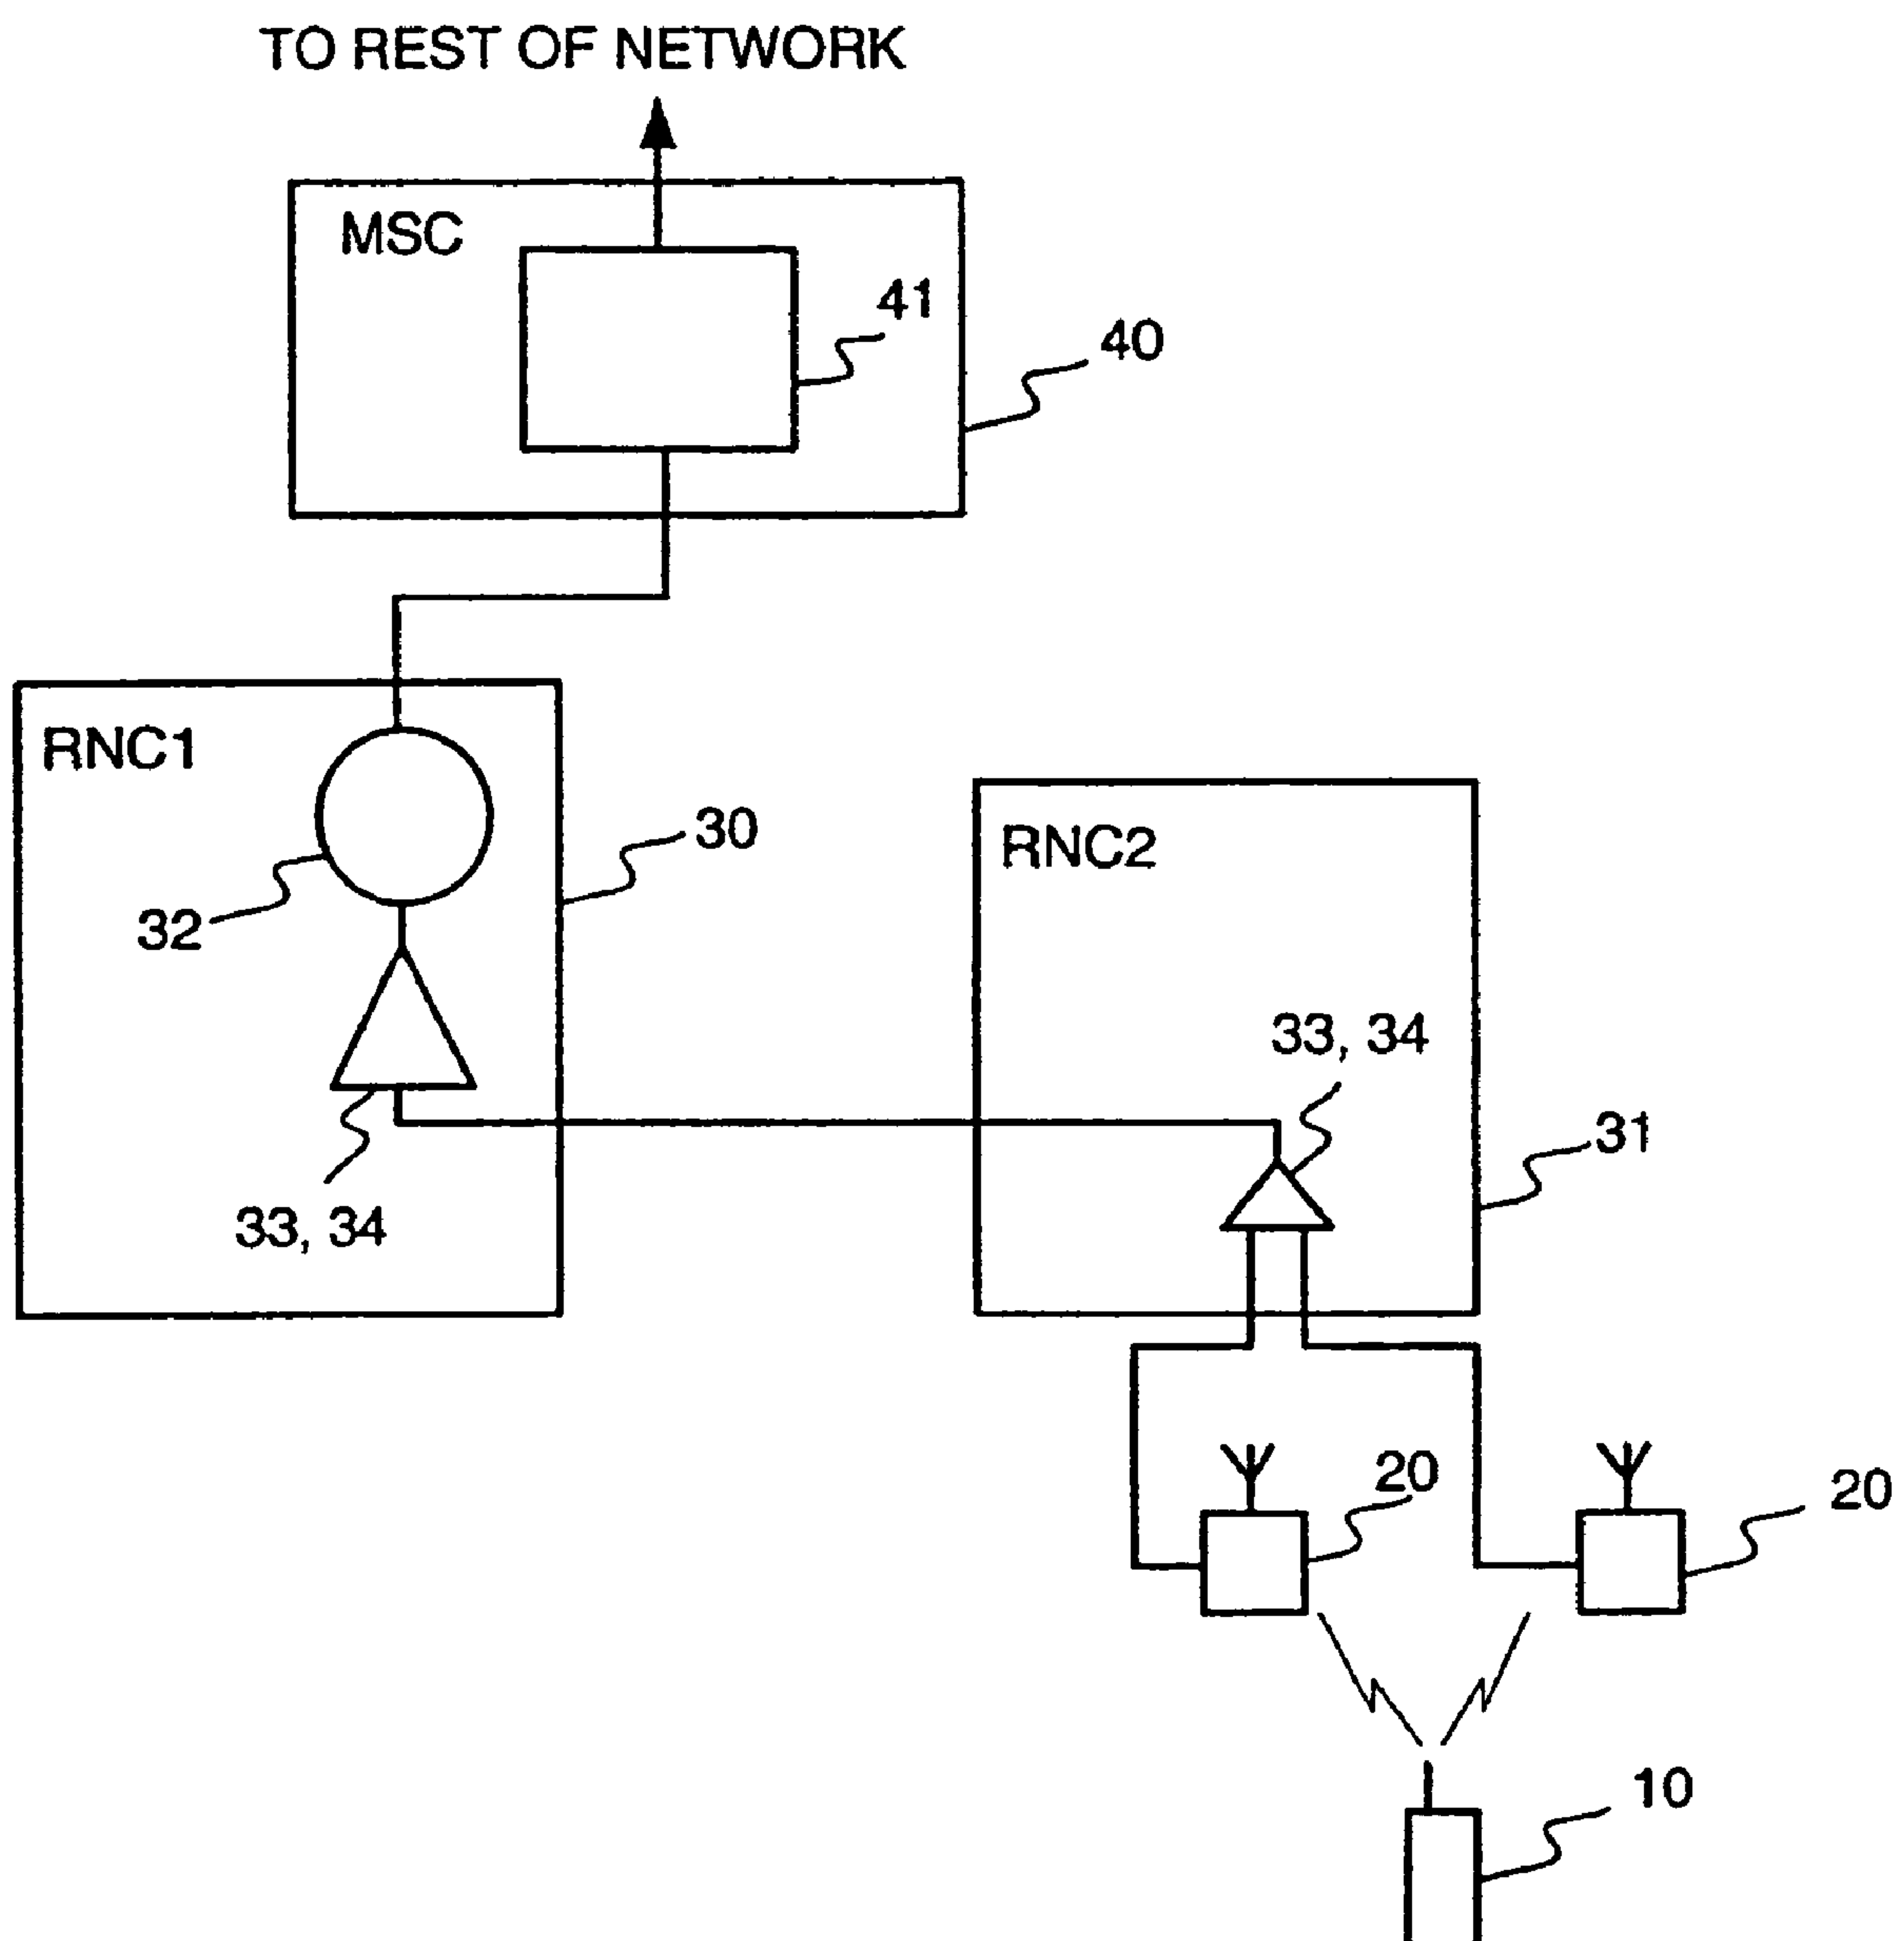 TO REST OF NETWORK
MSC
41
40
RNC1
30
RNC2
32
33, 34
31
33, 34
20
20
10